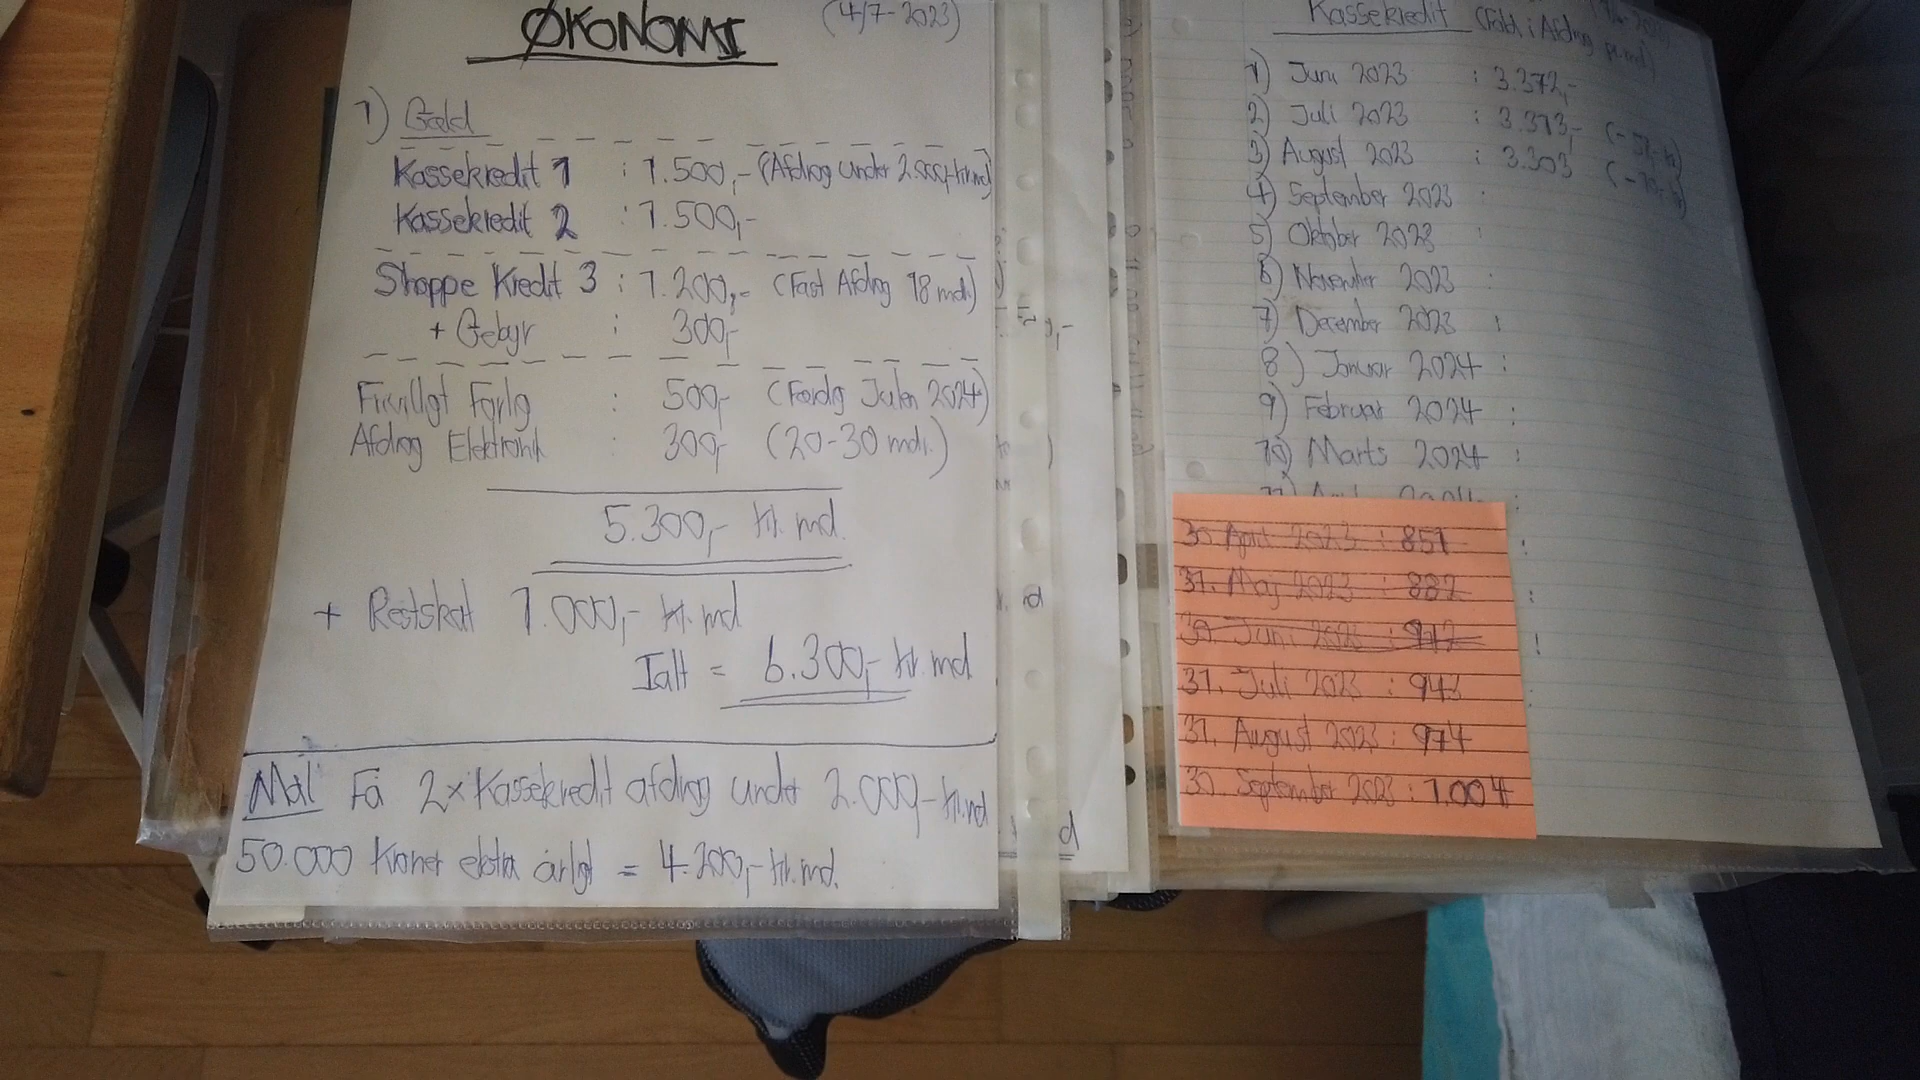 ØKONOMI (4/7-2023)
1) Gæld
Kassekredit 1 : 1.500,- (Afdrag under 2.000,- kr. md)
Kassekredit 2 : 1.500,-
Shoppe Kredit 3 : 1.200,- (Fast Afdrag 18 md.)
+ Gebyr : 300,-
Frivilligt Forlig : 500,- (Færdig Julen 2024)
Afdrag Elektronik : 300,- (20-30 md.)
5.300,- kr. md.
+ Restskat 1.000,- kr. md
Ialt = 6.300,- kr. md
Mål: Få 2x Kassekredit afdrag under 2.000,- kr. md
50.000 kroner ekstra årligt = 4.200,- kr. md.
Kassekredit (Fald i Afdrag pr. md)
1) Juni 2023 : 3.372,-
2) Juli 2023 : 3.313,-
3) August 2023 : 3.303
4) September 2023 :
5) Oktober 2023 :
6) November 2023 :
7) December 2023 :
8) Januar 2024 :
9) Februar 2024 :
10) Marts 2024 :
30 April 2023 : 851
31. Maj 2023 : 882
30 Juni 2023 : 912
31. Juli 2023 : 943
31. August 2023 : 974
30. September 2023 : 1.004